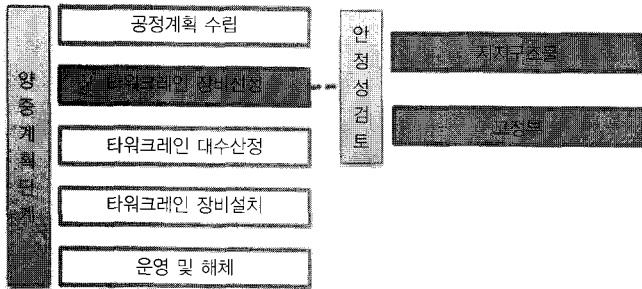 양중계획단계
공정계획 수립
타워크레인 장비선정
타워크레인 대수산정
타워크레인 장비설치
운영 및 해체
안정성검토
지지구조물
고정부